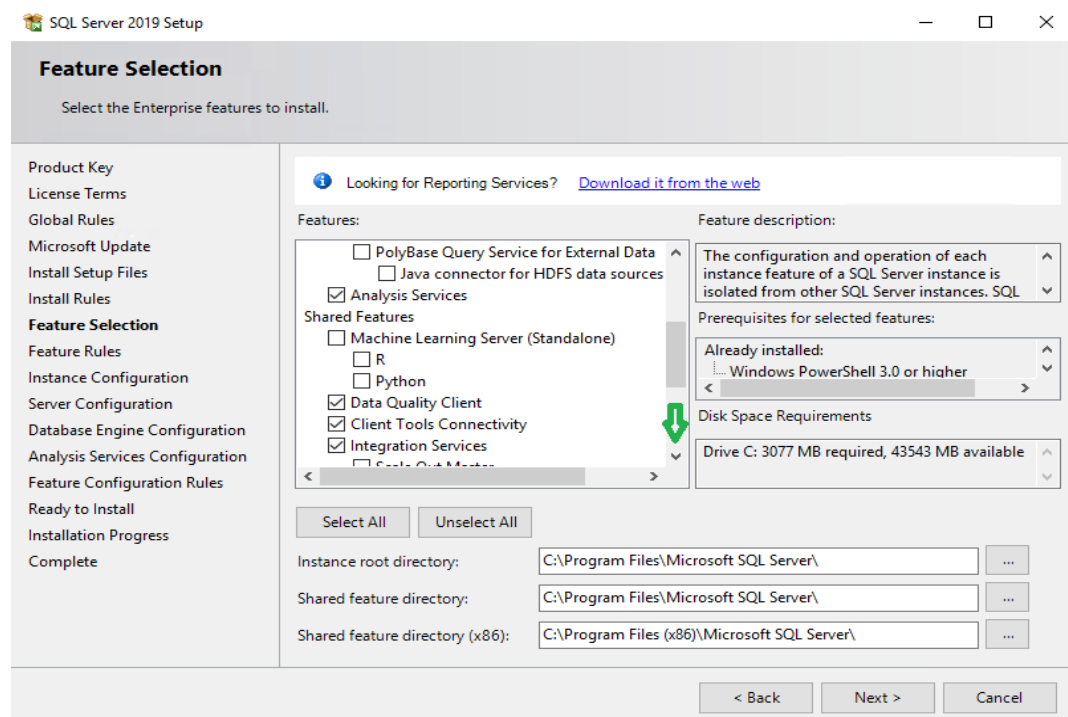 SQL Server 2019 Setup
Feature Selection
Select the Enterprise features to install.
Product Key
License Terms
Global Rules
Microsoft Update
Install Setup Files
Install Rules
Feature Selection
Feature Rules
Instance Configuration
Server Configuration
Database Engine Configuration
Analysis Services Configuration
Feature Configuration Rules
Ready to Install
Installation Progress
Complete
Looking for Reporting Services? Download it from the web
Features:
PolyBase Query Service for External Data
Java connector for HDFS data sources
Analysis Services
Shared Features
Machine Learning Server (Standalone)
R
Python
Data Quality Client
Client Tools Connectivity
Integration Services
Scale Out Master
Feature description:
The configuration and operation of each
instance feature of a SQL Server instance is
isolated from other SQL Server instances. SQL
Prerequisites for selected features:
Already installed:
Windows PowerShell 3.0 or higher
Disk Space Requirements
Drive C: 3077 MB required, 43543 MB available
Select All
Unselect All
Instance root directory: C:\Program Files\Microsoft SQL Server\ ...
Shared feature directory: C:\Program Files\Microsoft SQL Server\ ...
Shared feature directory (x86): C:\Program Files (x86)\Microsoft SQL Server\ ...
< Back
Next >
Cancel